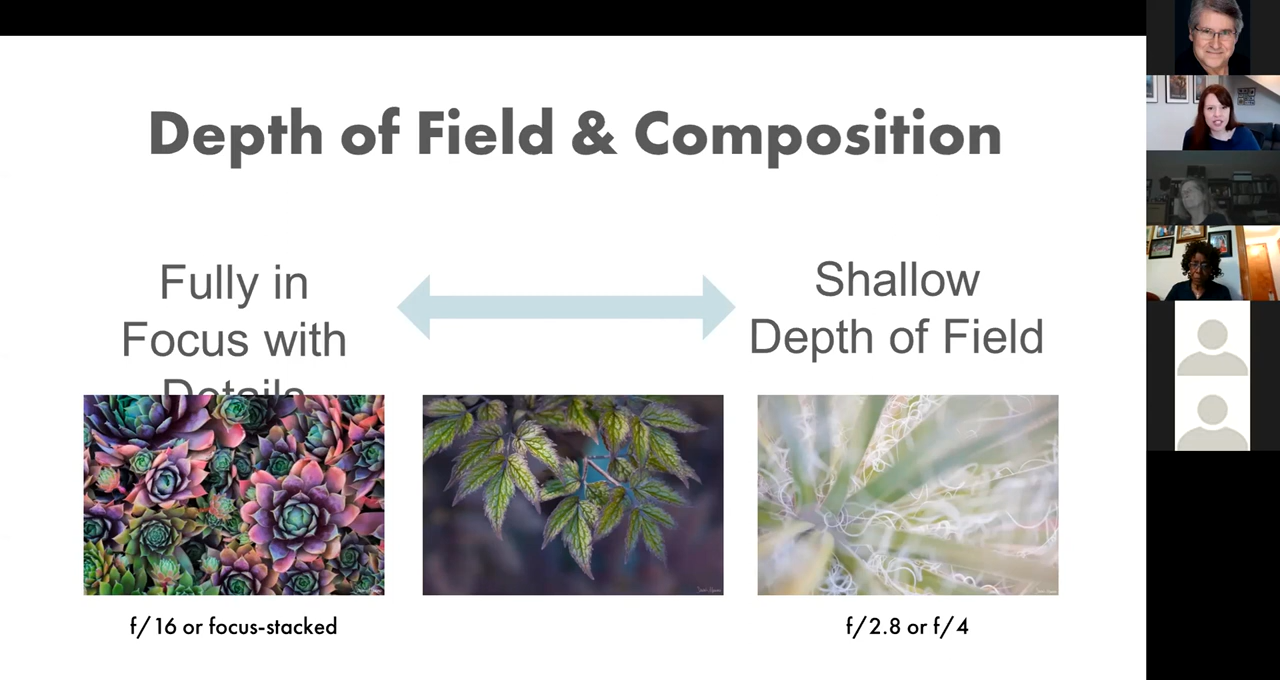 Depth of Field & Composition
Fully in
Focus with
Details
Shallow
Depth of Field
f/16 or focus-stacked
f/2.8 or f/4